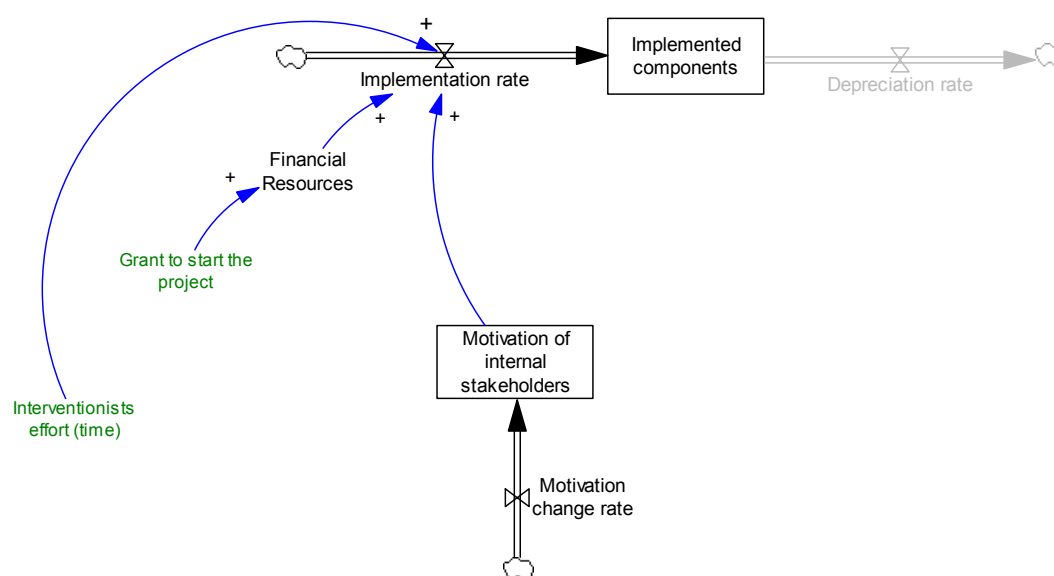 +
Implemented
components
Implementation rate
Depreciation rate
+
+
Financial
Resources
+
Grant to start the
project
Motivation of
internal
stakeholders
Interventionists
effort (time)
Motivation
change rate